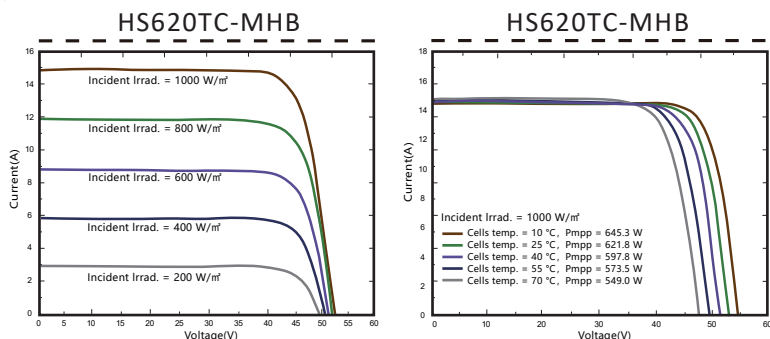 HS620TC-MHB
16
14
12
10
8
6
4
2
0
Current(A)
Incident Irrad. = 1000 W/㎡
Incident Irrad. = 800 W/㎡
Incident Irrad. = 600 W/㎡
Incident Irrad. = 400 W/㎡
Incident Irrad. = 200 W/㎡
0 5 10 15 20 25 30 35 40 45 50 55 60
Voltage(V)
HS620TC-MHB
18
16
14
12
10
8
6
4
2
0
Current(A)
Incident Irrad. = 1000 W/㎡
Cells temp. = 10 °C, Pmpp = 645.3 W
Cells temp. = 25 °C, Pmpp = 621.8 W
Cells temp. = 40 °C, Pmpp = 597.8 W
Cells temp. = 55 °C, Pmpp = 573.5 W
Cells temp. = 70 °C, Pmpp = 549.0 W
0 10 20 30 40 50 60
Voltage(V)